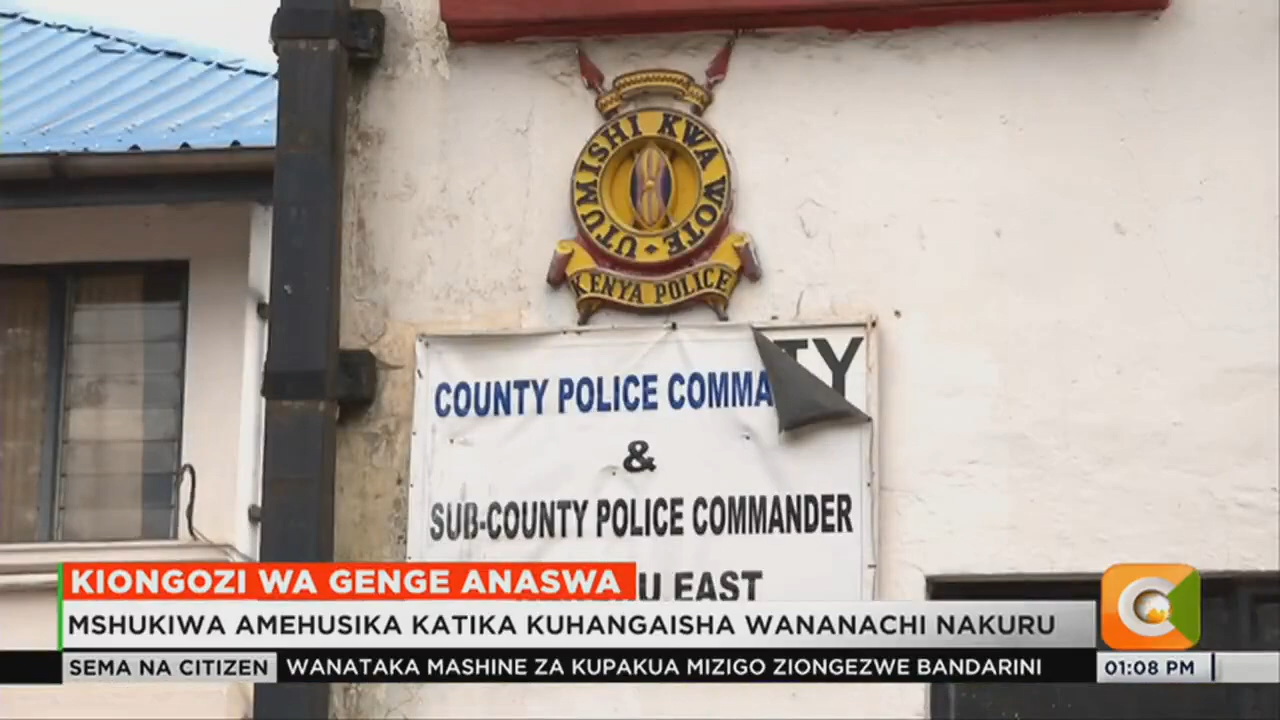 UTUMISHI KWA WOTE
KENYA POLICE
TY
COUNTY POLICE COMMA
&
SUB-COUNTY POLICE COMMANDER
U EAST
KIONGOZI WA GENGE ANASWA
MSHUKIWA AMEHUSIKA KATIKA KUHANGAISHA WANANACHI NAKURU
SEMA NA CITIZEN WANATAKA MASHINE ZA KUPAKUA MIZIGO ZIONGEZWE BANDARINI
01:08 PM